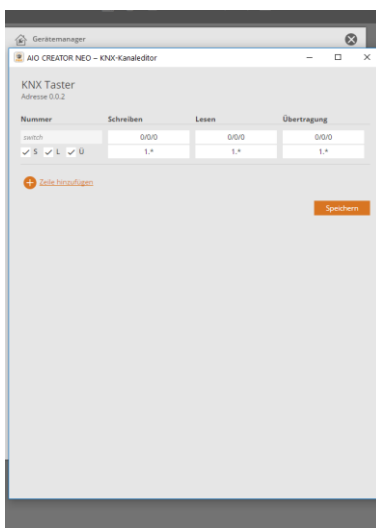 Gerätemanager
AIO CREATOR NEO – KNX-Kanaleditor
KNX Taster
Adresse 0.0.2
Nummer Schreiben Lesen Übertragung
switch 0/0/0 0/0/0 0/0/0
S L Ü 1.* 1.* 1.*
Zeile hinzufügen
Speichern